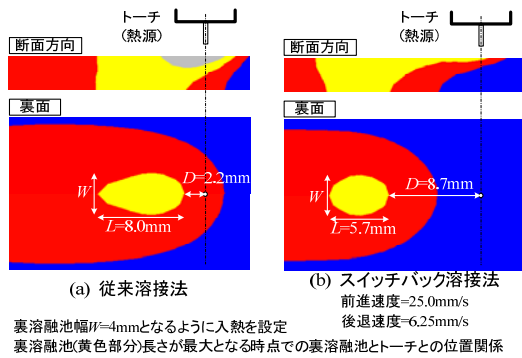 トーチ
(熱源)
断面方向
裏面
D=2.2mm
W
L=8.0mm
(a) 従来溶接法
トーチ
(熱源)
断面方向
裏面
D=8.7mm
W
L=5.7mm
(b) スイッチバック溶接法
前進速度=25.0mm/s
後退速度=6.25mm/s
裏溶融池幅W=4mmとなるように入熱を設定
裏溶融池(黄色部分)長さが最大となる時点での裏溶融池とトーチとの位置関係